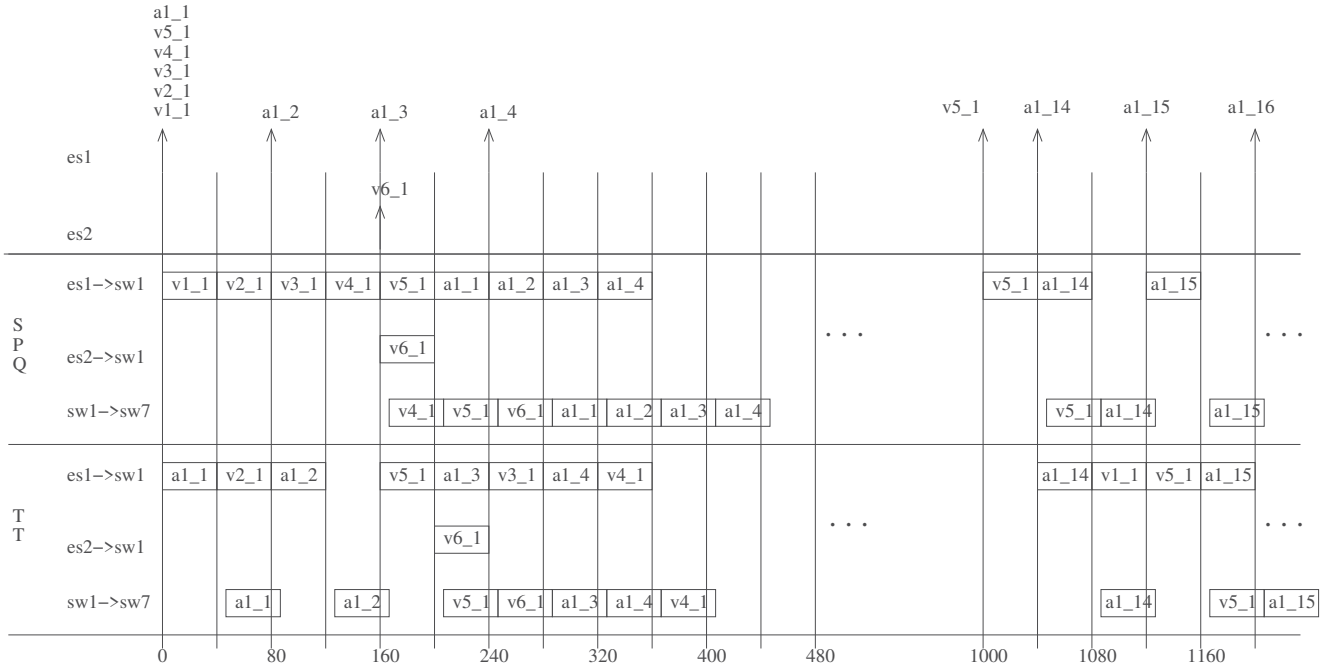 a1_1
v5_1
v4_1
v3_1
v2_1
v1_1 a1_2 a1_3 a1_4 v5_1 a1_14 a1_15 a1_16
es1
v6_1
es2
SPQ
es1->sw1 v1_1 v2_1 v3_1 v4_1 v5_1 a1_1 a1_2 a1_3 a1_4 v5_1 a1_14 a1_15
. . . . . .
es2->sw1 v6_1
sw1->sw7 v4_1 v5_1 v6_1 a1_1 a1_2 a1_3 a1_4 v5_1 a1_14 a1_15
TT
es1->sw1 a1_1 v2_1 a1_2 v5_1 a1_3 v3_1 a1_4 v4_1 a1_14 v1_1 v5_1 a1_15
. . . . . .
es2->sw1 v6_1
sw1->sw7 a1_1 a1_2 v5_1 v6_1 a1_3 a1_4 v4_1 a1_14 v5_1 a1_15
0 80 160 240 320 400 480 1000 1080 1160